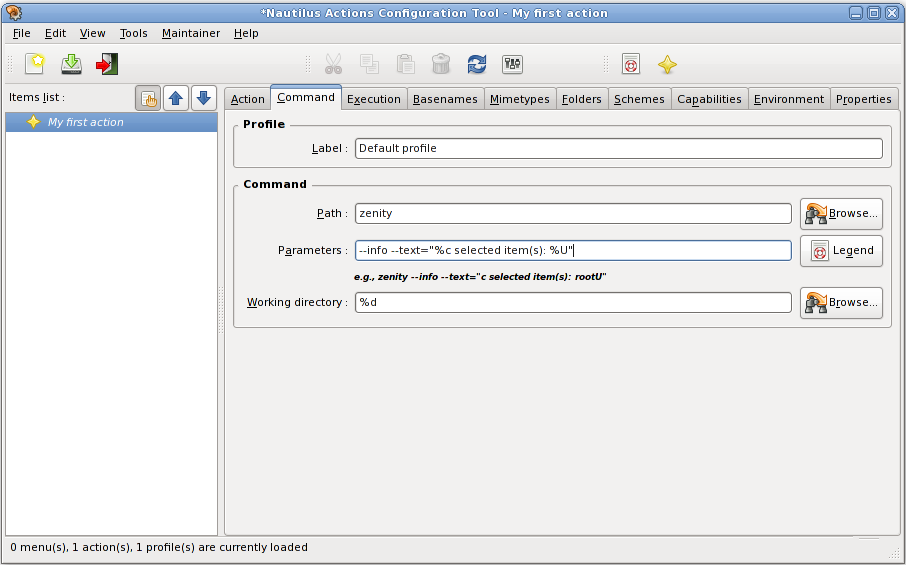 *Nautilus Actions Configuration Tool - My first action
File Edit View Tools Maintainer Help
Items list :
Action Command Execution Basenames Mimetypes Folders Schemes Capabilities Environment Properties
My first action
Profile
Label : Default profile
Command
Path : zenity Browse...
Parameters : --info --text="%c selected item(s): %U" Legend
e.g., zenity --info --text="c selected item(s): rootU"
Working directory : %d Browse...
0 menu(s), 1 action(s), 1 profile(s) are currently loaded